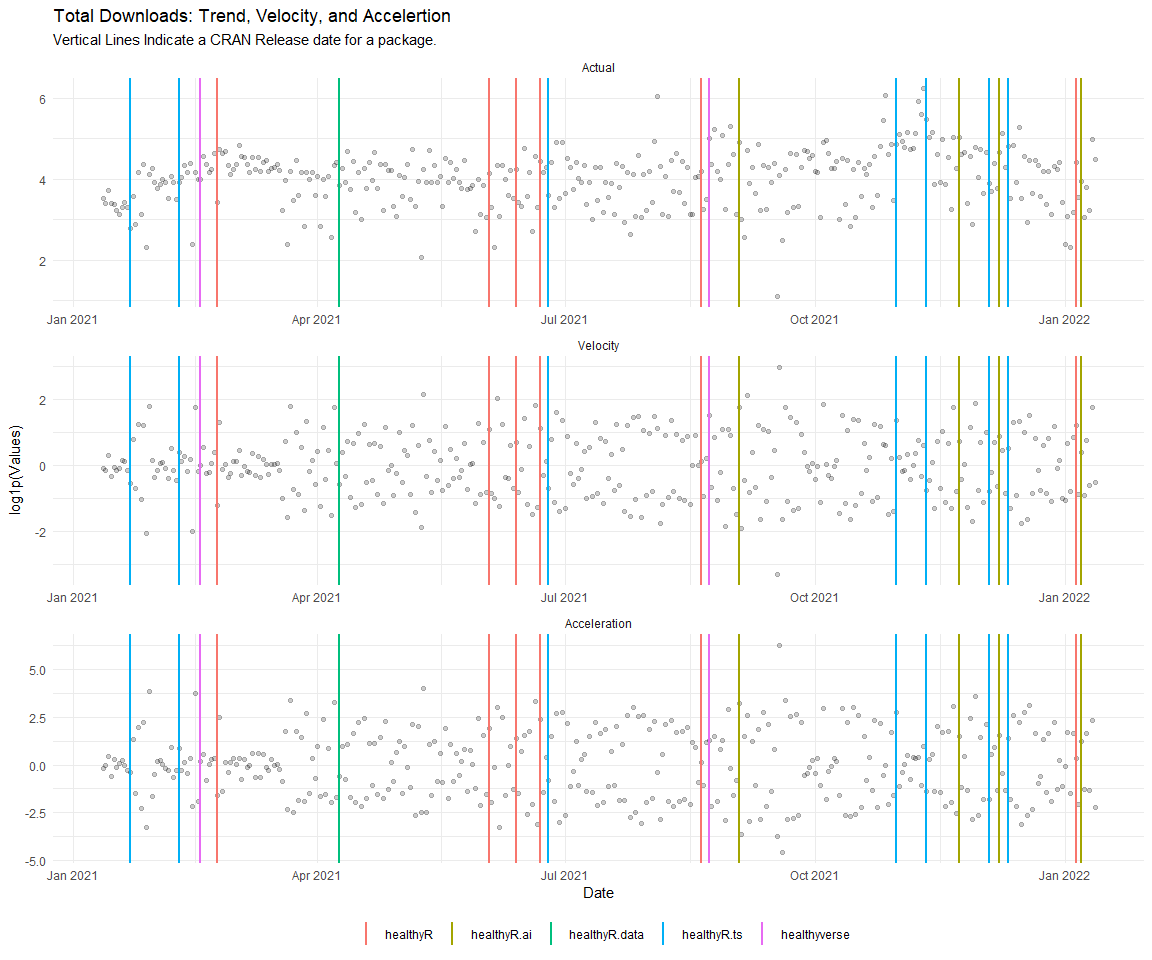 Total Downloads: Trend, Velocity, and Accelertion
Vertical Lines Indicate a CRAN Release date for a package.
Actual
6
4
2
Jan 2021 Apr 2021 Jul 2021 Oct 2021 Jan 2022
Velocity
2
0
-2
Jan 2021 Apr 2021 Jul 2021 Oct 2021 Jan 2022
log1p(Values)
Acceleration
5.0
2.5
0.0
-2.5
-5.0
Jan 2021 Apr 2021 Jul 2021 Oct 2021 Jan 2022
Date
healthyR healthyR.ai healthyR.data healthyR.ts healthyverse